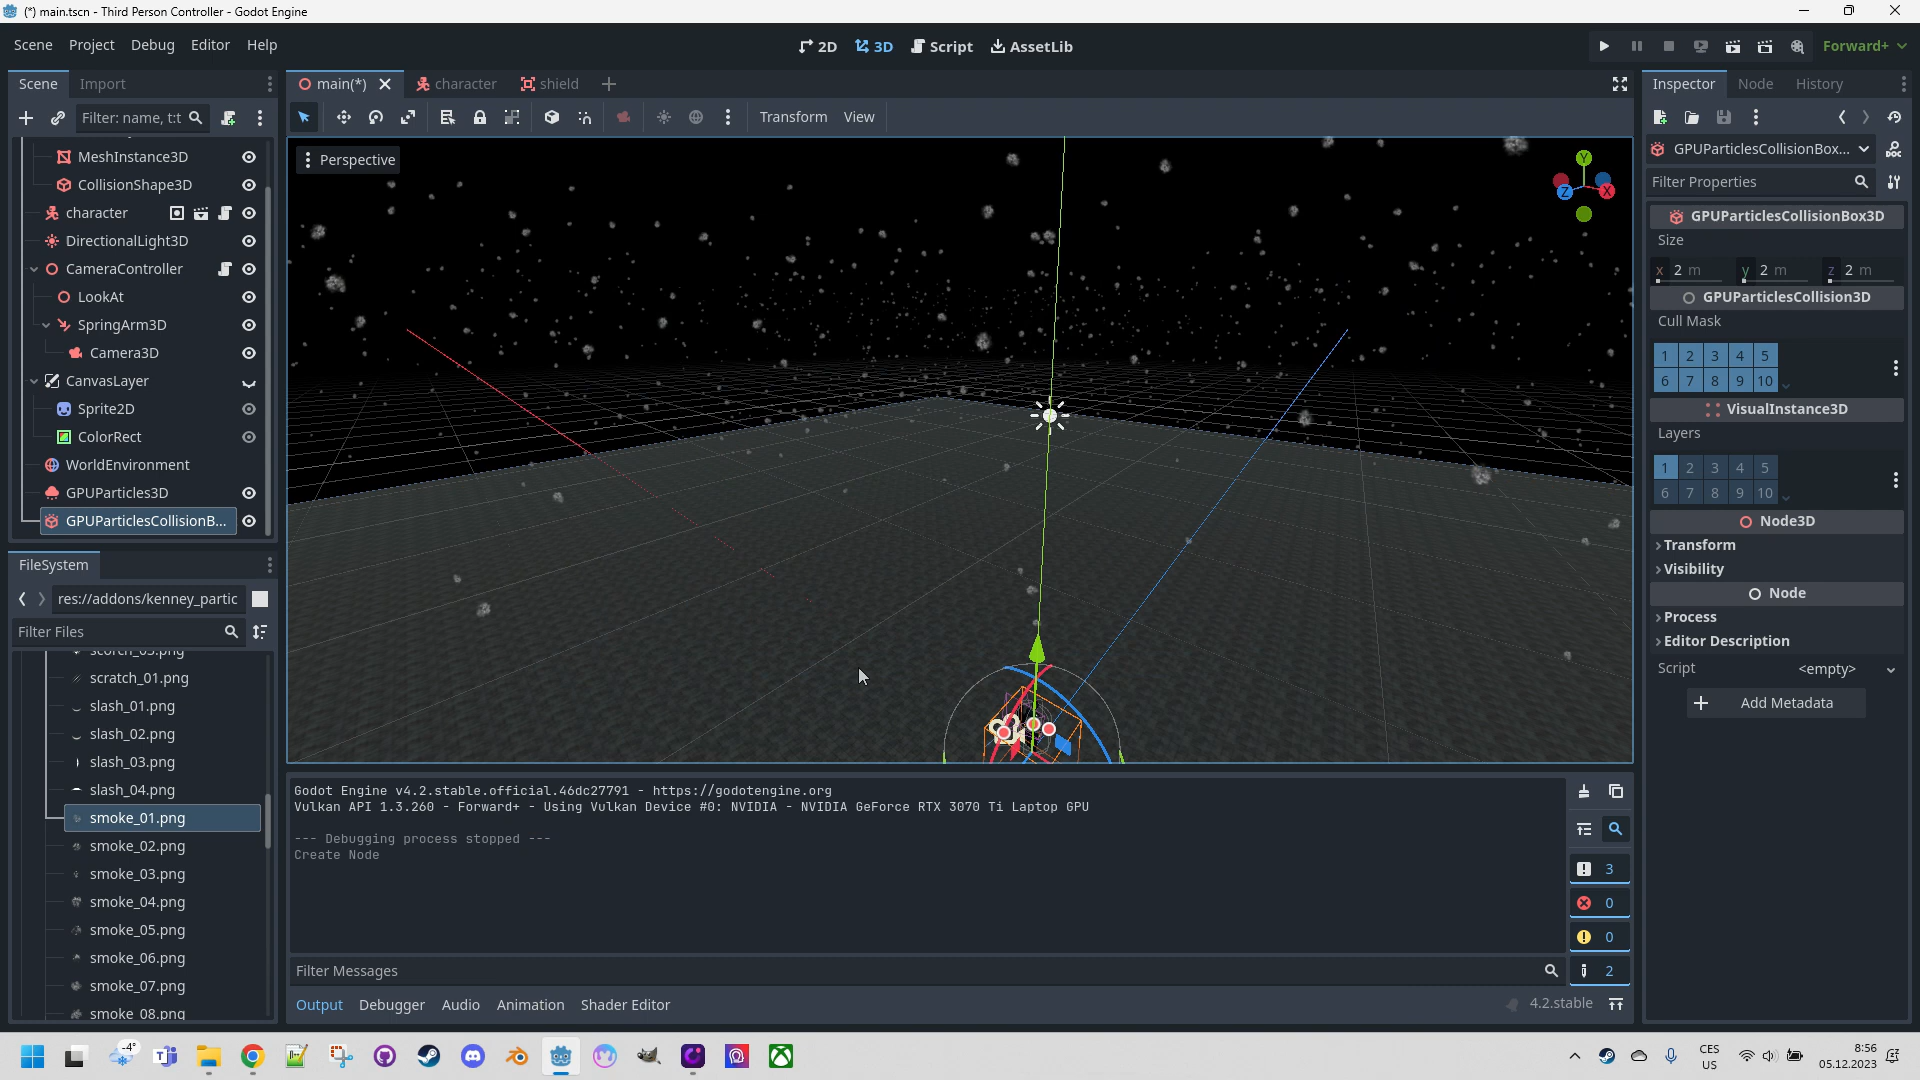 (*) main.tscn - Third Person Controller - Godot Engine
Scene Project Debug Editor Help
2D 3D Script AssetLib
Forward+
Scene Import
main(*) character shield
Inspector Node History
Filter: name, t:t
Transform View
Perspective
MeshInstance3D
CollisionShape3D
character
DirectionalLight3D
CameraController
LookAt
SpringArm3D
Camera3D
CanvasLayer
Sprite2D
ColorRect
WorldEnvironment
GPUParticles3D
GPUParticlesCollisionB...
Y
Z X
GPUParticlesCollisionBox...
DOC
Filter Properties
GPUParticlesCollisionBox3D
Size
x 2 m y 2 m z 2 m
GPUParticlesCollision3D
Cull Mask
1 2 3 4 5
6 7 8 9 10
VisualInstance3D
Layers
1 2 3 4 5
6 7 8 9 10
Node3D
Transform
Visibility
Node
Process
Editor Description
Script <empty>
Add Metadata
FileSystem
res://addons/kenney_partic
Filter Files
scorch_03.png
scratch_01.png
slash_01.png
slash_02.png
slash_03.png
slash_04.png
smoke_01.png
smoke_02.png
smoke_03.png
smoke_04.png
smoke_05.png
smoke_06.png
smoke_07.png
smoke_08.png
Godot Engine v4.2.stable.official.46dc27791 - https://godotengine.org
Vulkan API 1.3.260 - Forward+ - Using Vulkan Device #0: NVIDIA - NVIDIA GeForce RTX 3070 Ti Laptop GPU
--- Debugging process stopped ---
Create Node
3
0
0
2
Filter Messages
Output Debugger Audio Animation Shader Editor
4.2.stable
-4°
CES
US
8:56
05.12.2023